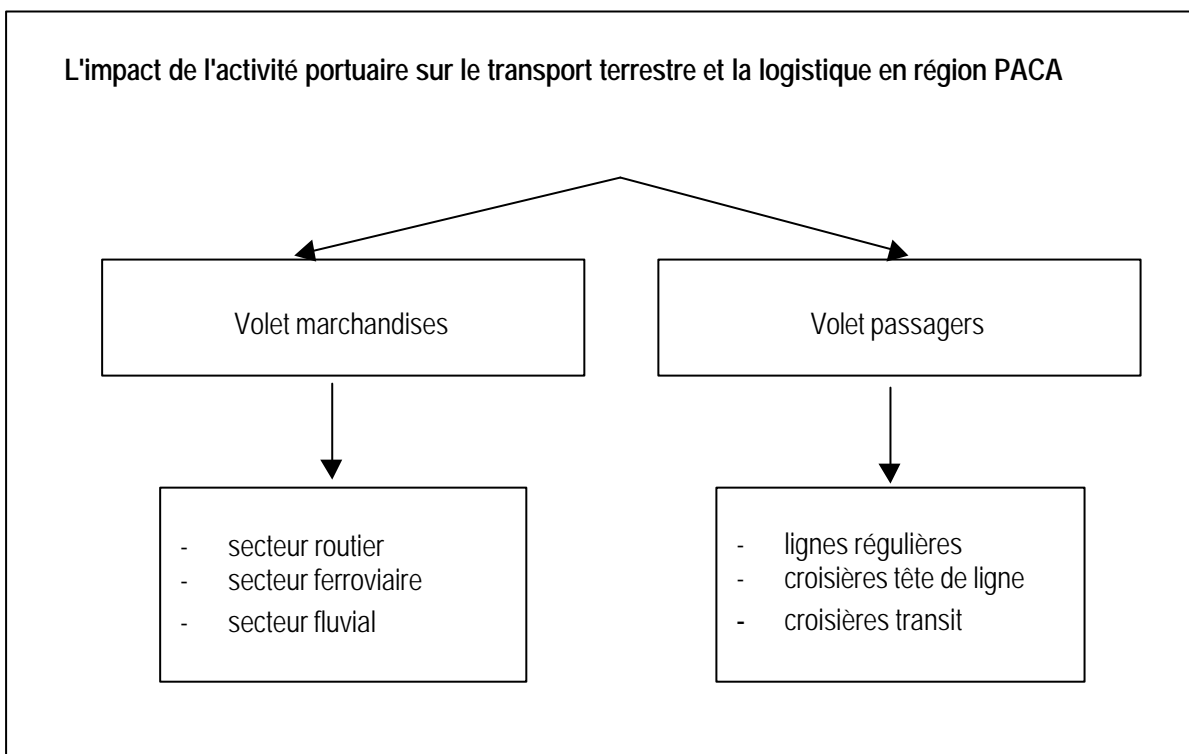 L'impact de l'activité portuaire sur le transport terrestre et la logistique en région PACA
Volet marchandises
Volet passagers
- secteur routier
- secteur ferroviaire
- secteur fluvial
- lignes régulières
- croisières tête de ligne
- croisières transit